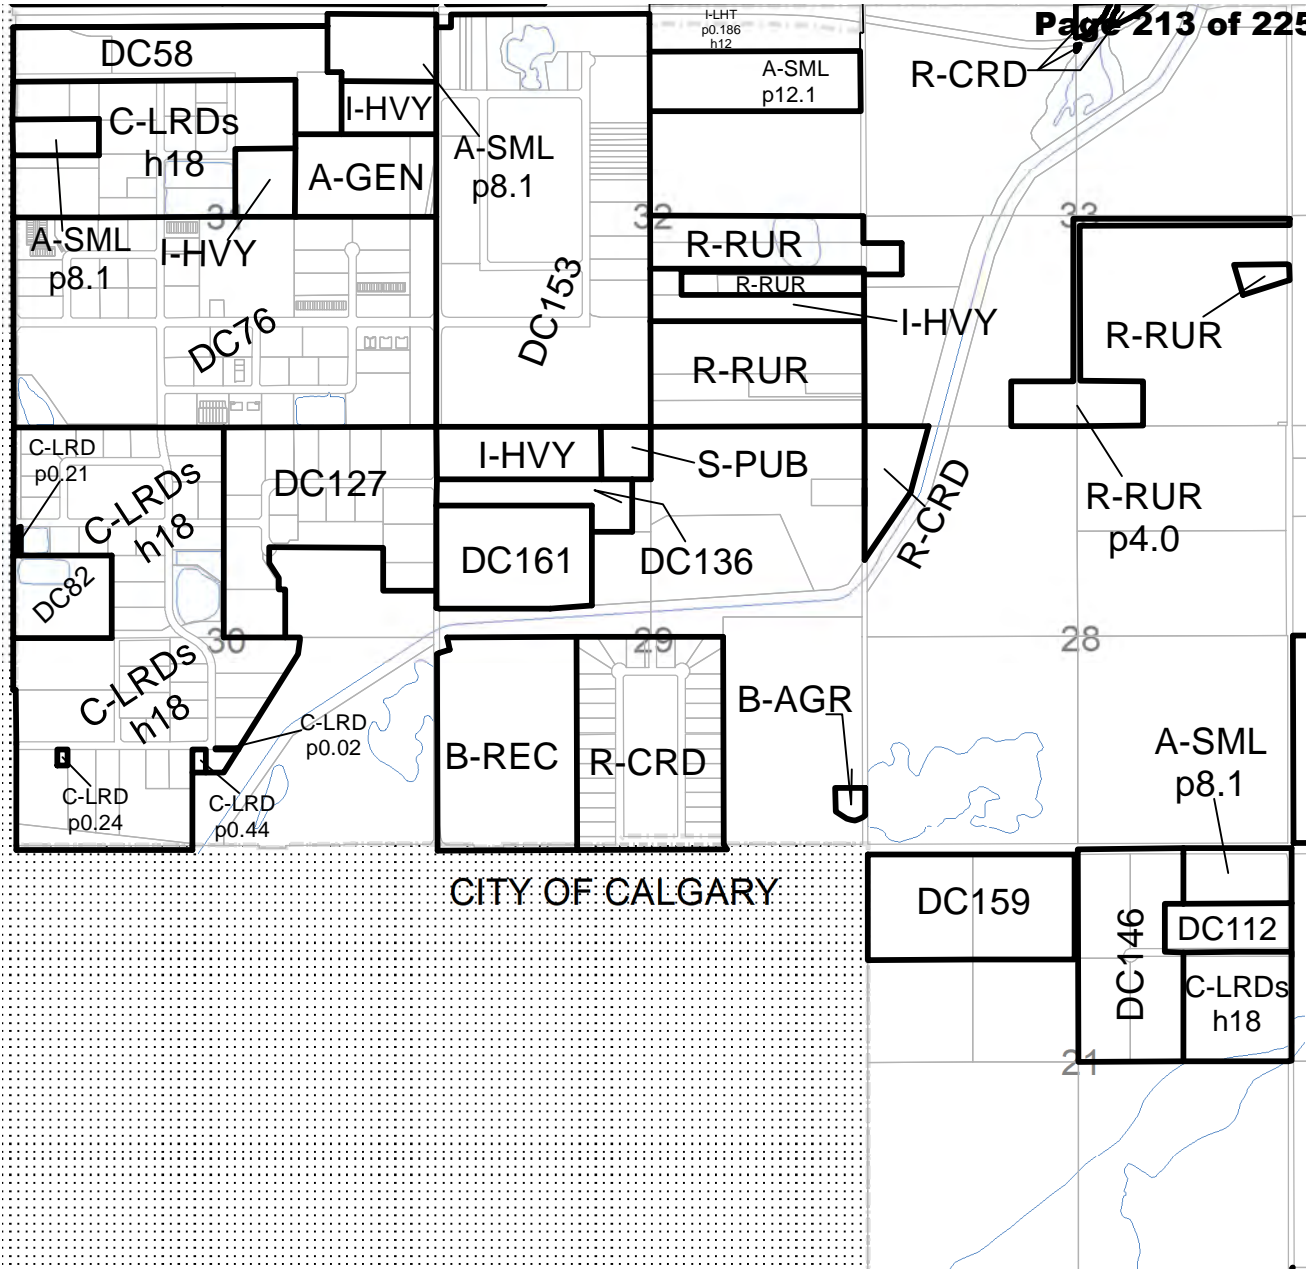 I-LHT
p0.186
h12
Page 213 of 225
DC58
A-SML
p12.1
R-CRD
I-HVY
C-LRDs
h18
A-SML
p8.1
A-GEN
31
32
33
A-SML
p8.1
I-HVY
R-RUR
R-RUR
I-HVY
R-RUR
DC153
DC76
R-RUR
C-LRD
p0.21
C-LRDs
h18
DC127
I-HVY
S-PUB
R-CRD
R-RUR
p4.0
DC161
DC136
DC82
30
29
28
C-LRDs
h18
B-AGR
C-LRD
p0.02
B-REC
R-CRD
A-SML
p8.1
C-LRD
p0.24
C-LRD
p0.44
CITY OF CALGARY
DC159
DC146
DC112
C-LRDs
h18
21